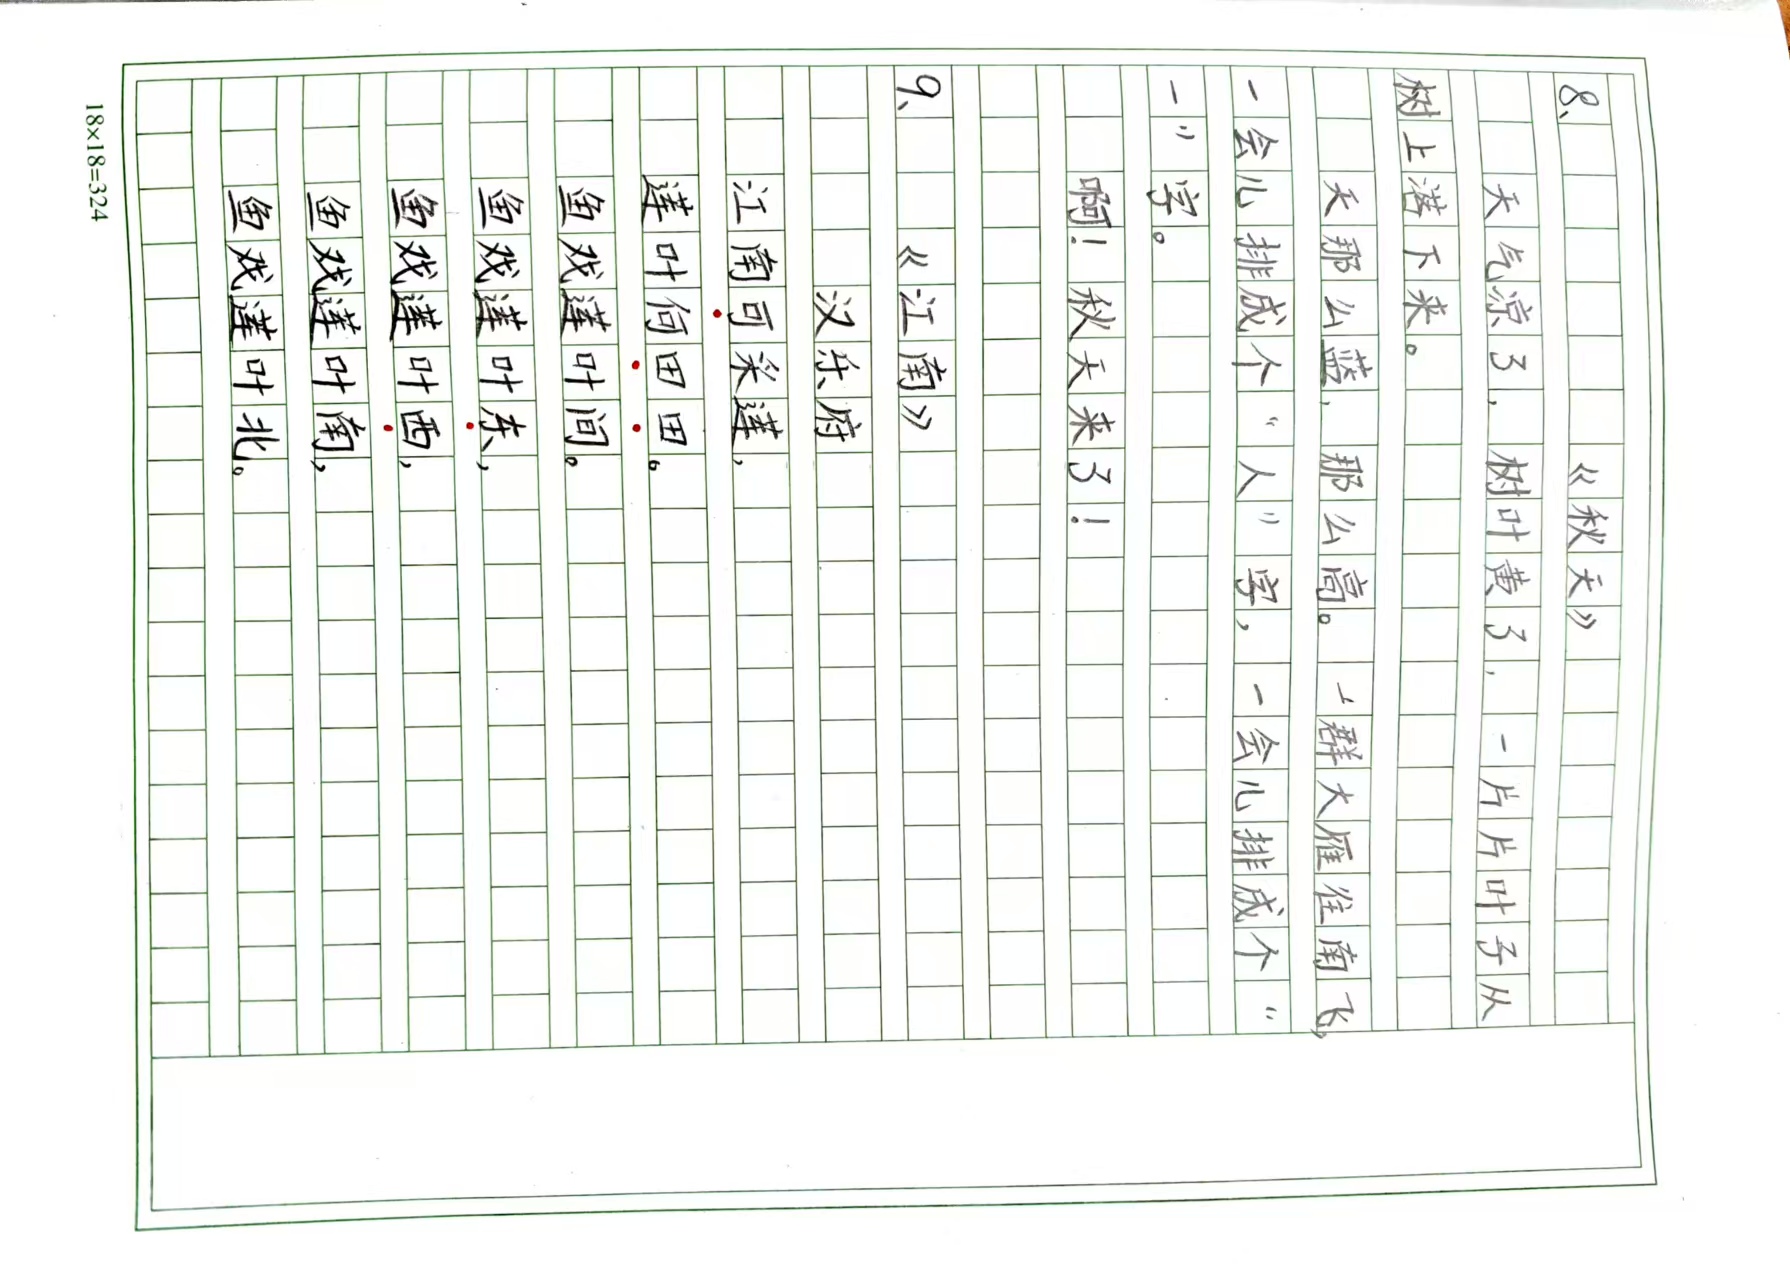 8、
《秋天》
天气凉了,树叶黄了,一片片叶子从
树上落下来。
天那么蓝,那么高。一群大雁往南飞,
一会儿排成个“人”字,一会儿排成个“
一”字。
啊!秋天来了!
9、
《江南》
汉乐府
江南可采莲,
莲叶何田田。
鱼戏莲叶间。
鱼戏莲叶东,
鱼戏莲叶西,
鱼戏莲叶南,
鱼戏莲叶北。
18×18=324